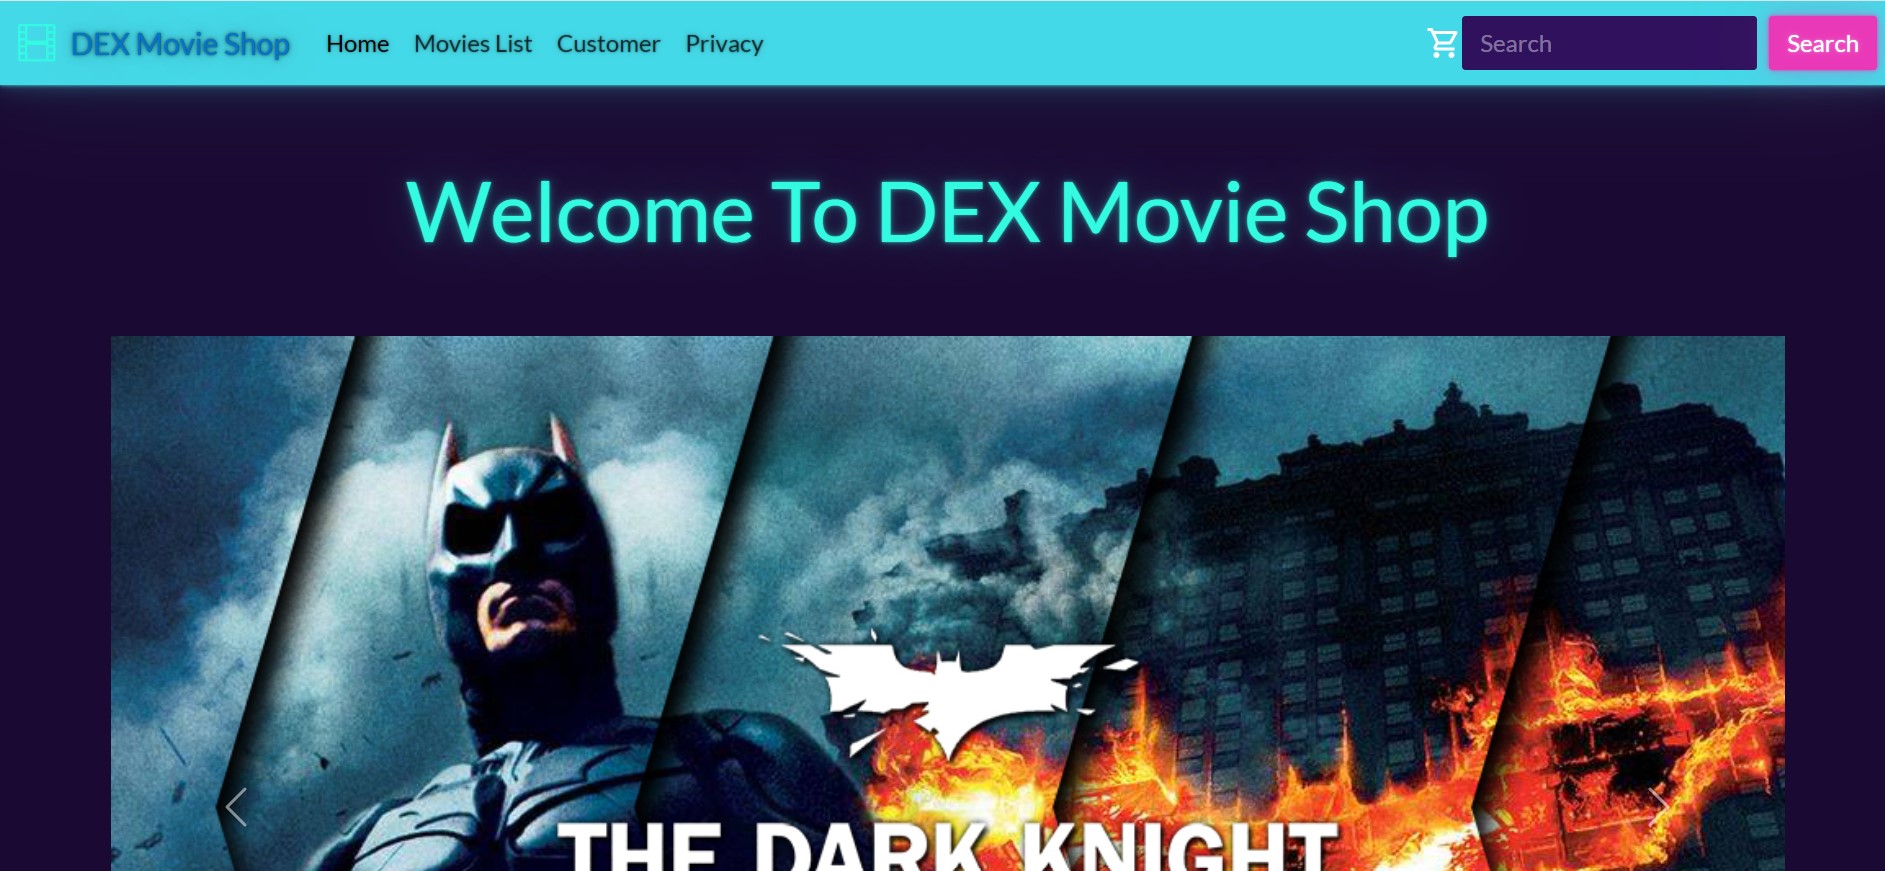 DEX Movie Shop Home Movies List Customer Privacy Search Search
Welcome To DEX Movie Shop
THE DARK KNIGHT